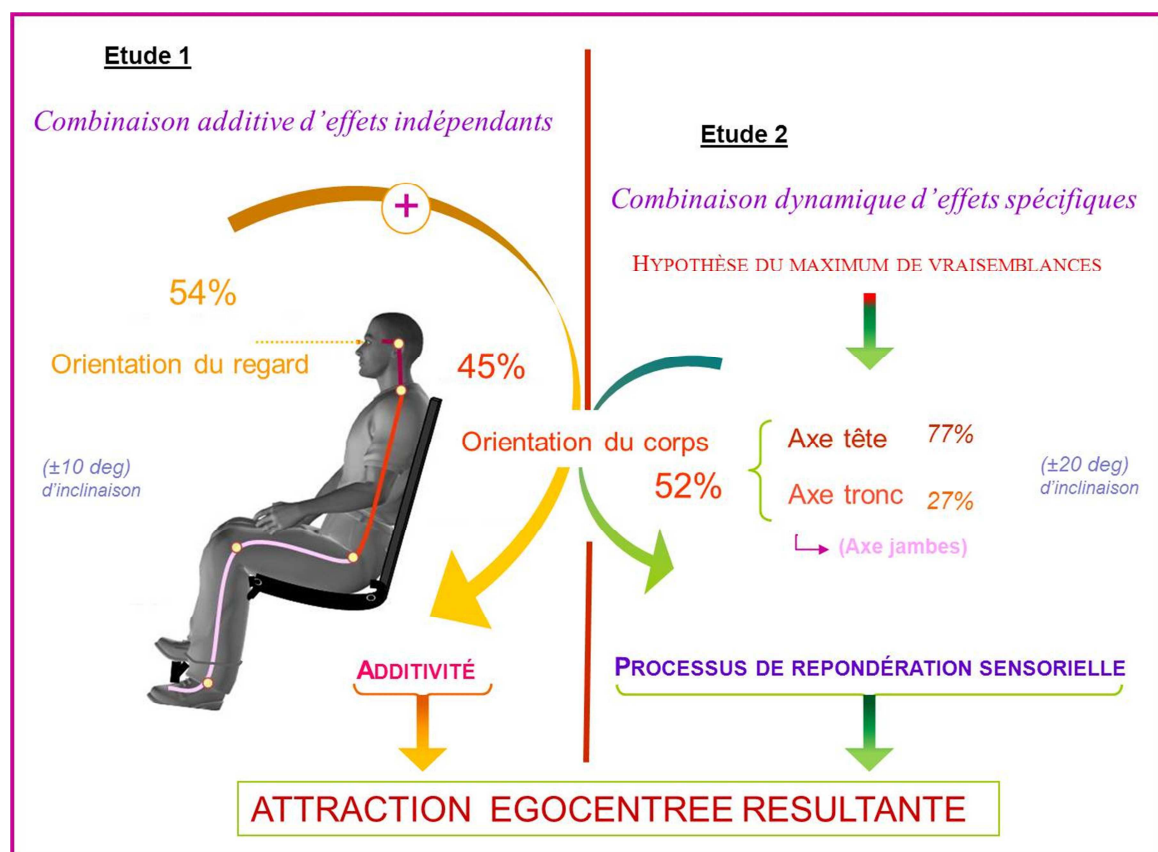 Etude 1
Combinaison additive d'effets indépendants
+
54%
Orientation du regard
45%
(±10 deg)
d'inclinaison
Etude 2
Combinaison dynamique d'effets spécifiques
HYPOTHÈSE DU MAXIMUM DE VRAISEMBLANCES
Orientation du corps
52%
Axe tête 77%
Axe tronc 27%
(Axe jambes)
(±20 deg)
d'inclinaison
ADDITIVITÉ
PROCESSUS DE REPONDÉRATION SENSORIELLE
ATTRACTION EGOCENTREE RESULTANTE